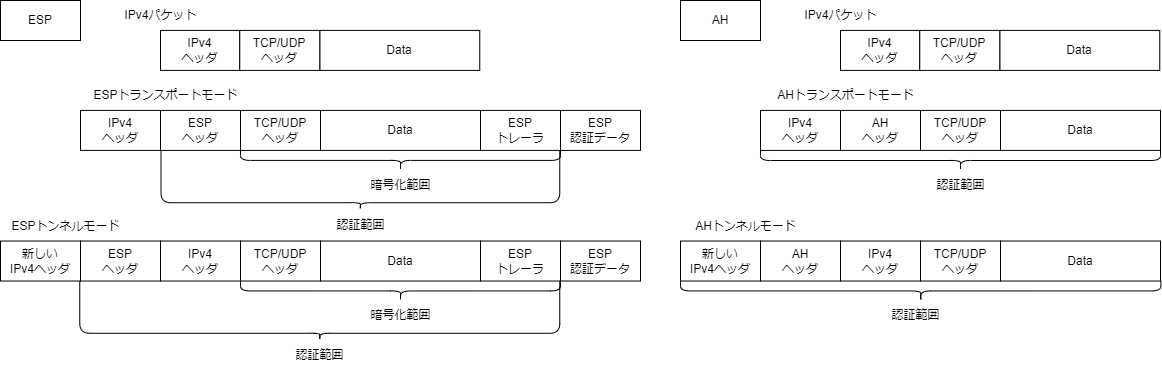 ESP
IPv4パケット
IPv4
ヘッダ
TCP/UDP
ヘッダ
Data
ESPトランスポートモード
IPv4
ヘッダ
ESP
ヘッダ
TCP/UDP
ヘッダ
Data
ESP
トレーラ
ESP
認証データ
暗号化範囲
認証範囲
ESPトンネルモード
新しい
IPv4ヘッダ
ESP
ヘッダ
IPv4
ヘッダ
TCP/UDP
ヘッダ
Data
ESP
トレーラ
ESP
認証データ
暗号化範囲
認証範囲
AH
IPv4パケット
IPv4
ヘッダ
TCP/UDP
ヘッダ
Data
AHトランスポートモード
IPv4
ヘッダ
AH
ヘッダ
TCP/UDP
ヘッダ
Data
認証範囲
AHトンネルモード
新しい
IPv4ヘッダ
AH
ヘッダ
IPv4
ヘッダ
TCP/UDP
ヘッダ
Data
認証範囲